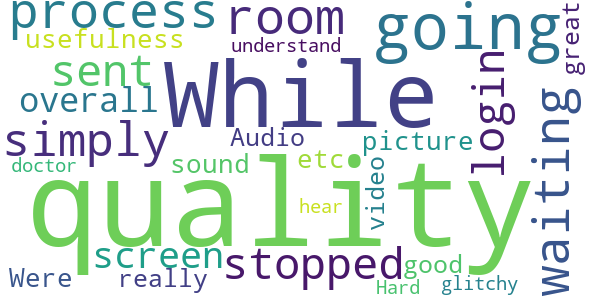 process
room
going
great
usefulness
understand
sent
While
login
overall
waiting
simply
Audio
picture
doctor
sound
etc
video
quality
hear
screen
stopped
good
Were
really
Hard
glitchy